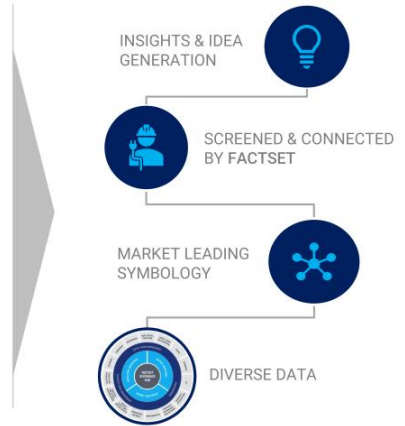 INSIGHTS & IDEA
GENERATION
SCREENED & CONNECTED
BY FACTSET
MARKET LEADING
SYMBOLOGY
DIVERSE DATA